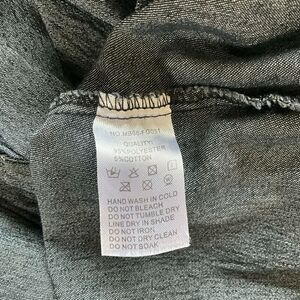 QUALITY:
95%POLYESTER
5%COTTON
HAND WASH IN COLD
DO NOT BLEACH
DO NOT TUMBLE DRY
LINE DRY IN SHADE
DO NOT IRON
DO NOT DRY CLEAN
DO NOT SOAK